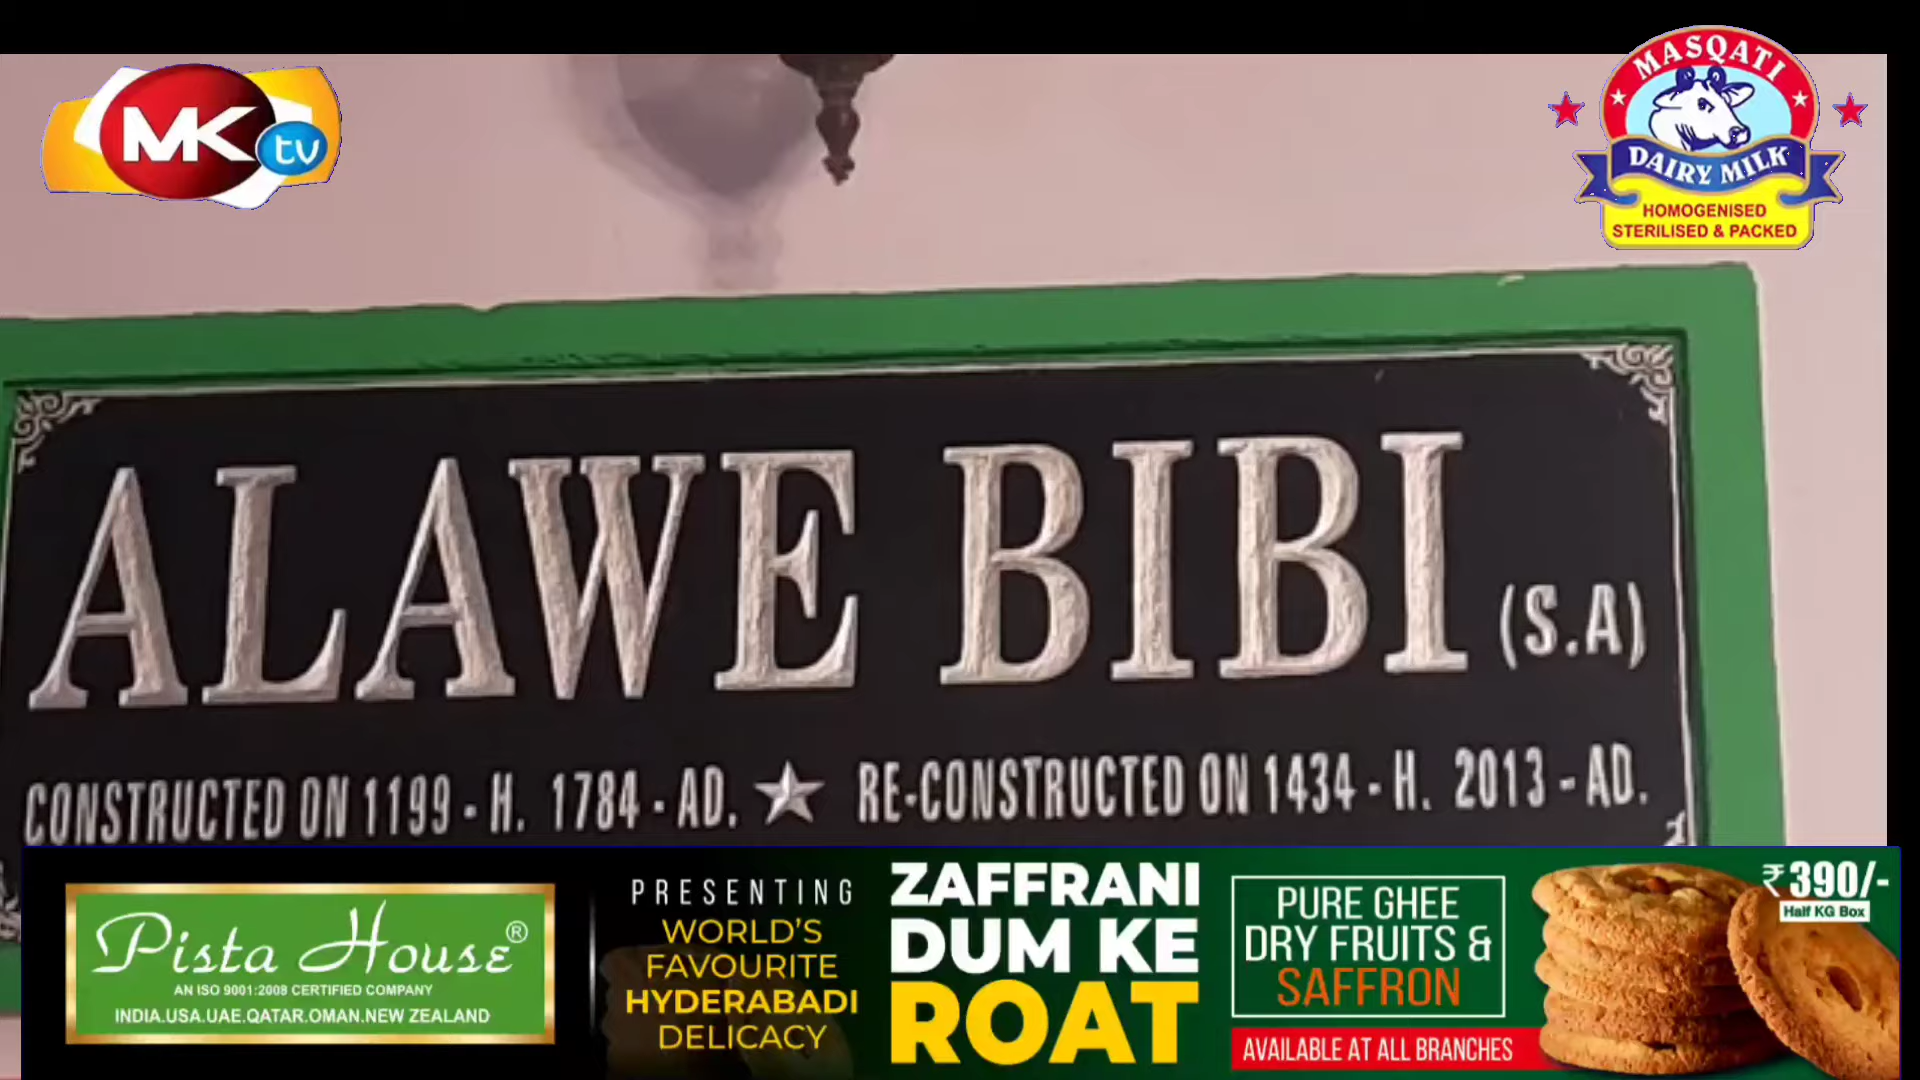 MK tv
MASQATI
DAIRY MILK
HOMOGENISED
STERILISED & PACKED
ALAWE BIBI (S.A)
CONSTRUCTED ON 1199 - H. 1784 - AD. ★ RE-CONSTRUCTED ON 1434 - H. 2013 - AD.
Pista House®
AN ISO 9001:2008 CERTIFIED COMPANY
INDIA.USA.UAE.QATAR.OMAN.NEW ZEALAND
PRESENTING
WORLD'S
FAVOURITE
HYDERABADI
DELICACY
ZAFFRANI
DUM KE
ROAT
PURE GHEE
DRY FRUITS &
SAFFRON
AVAILABLE AT ALL BRANCHES
₹390/-
Half KG Box